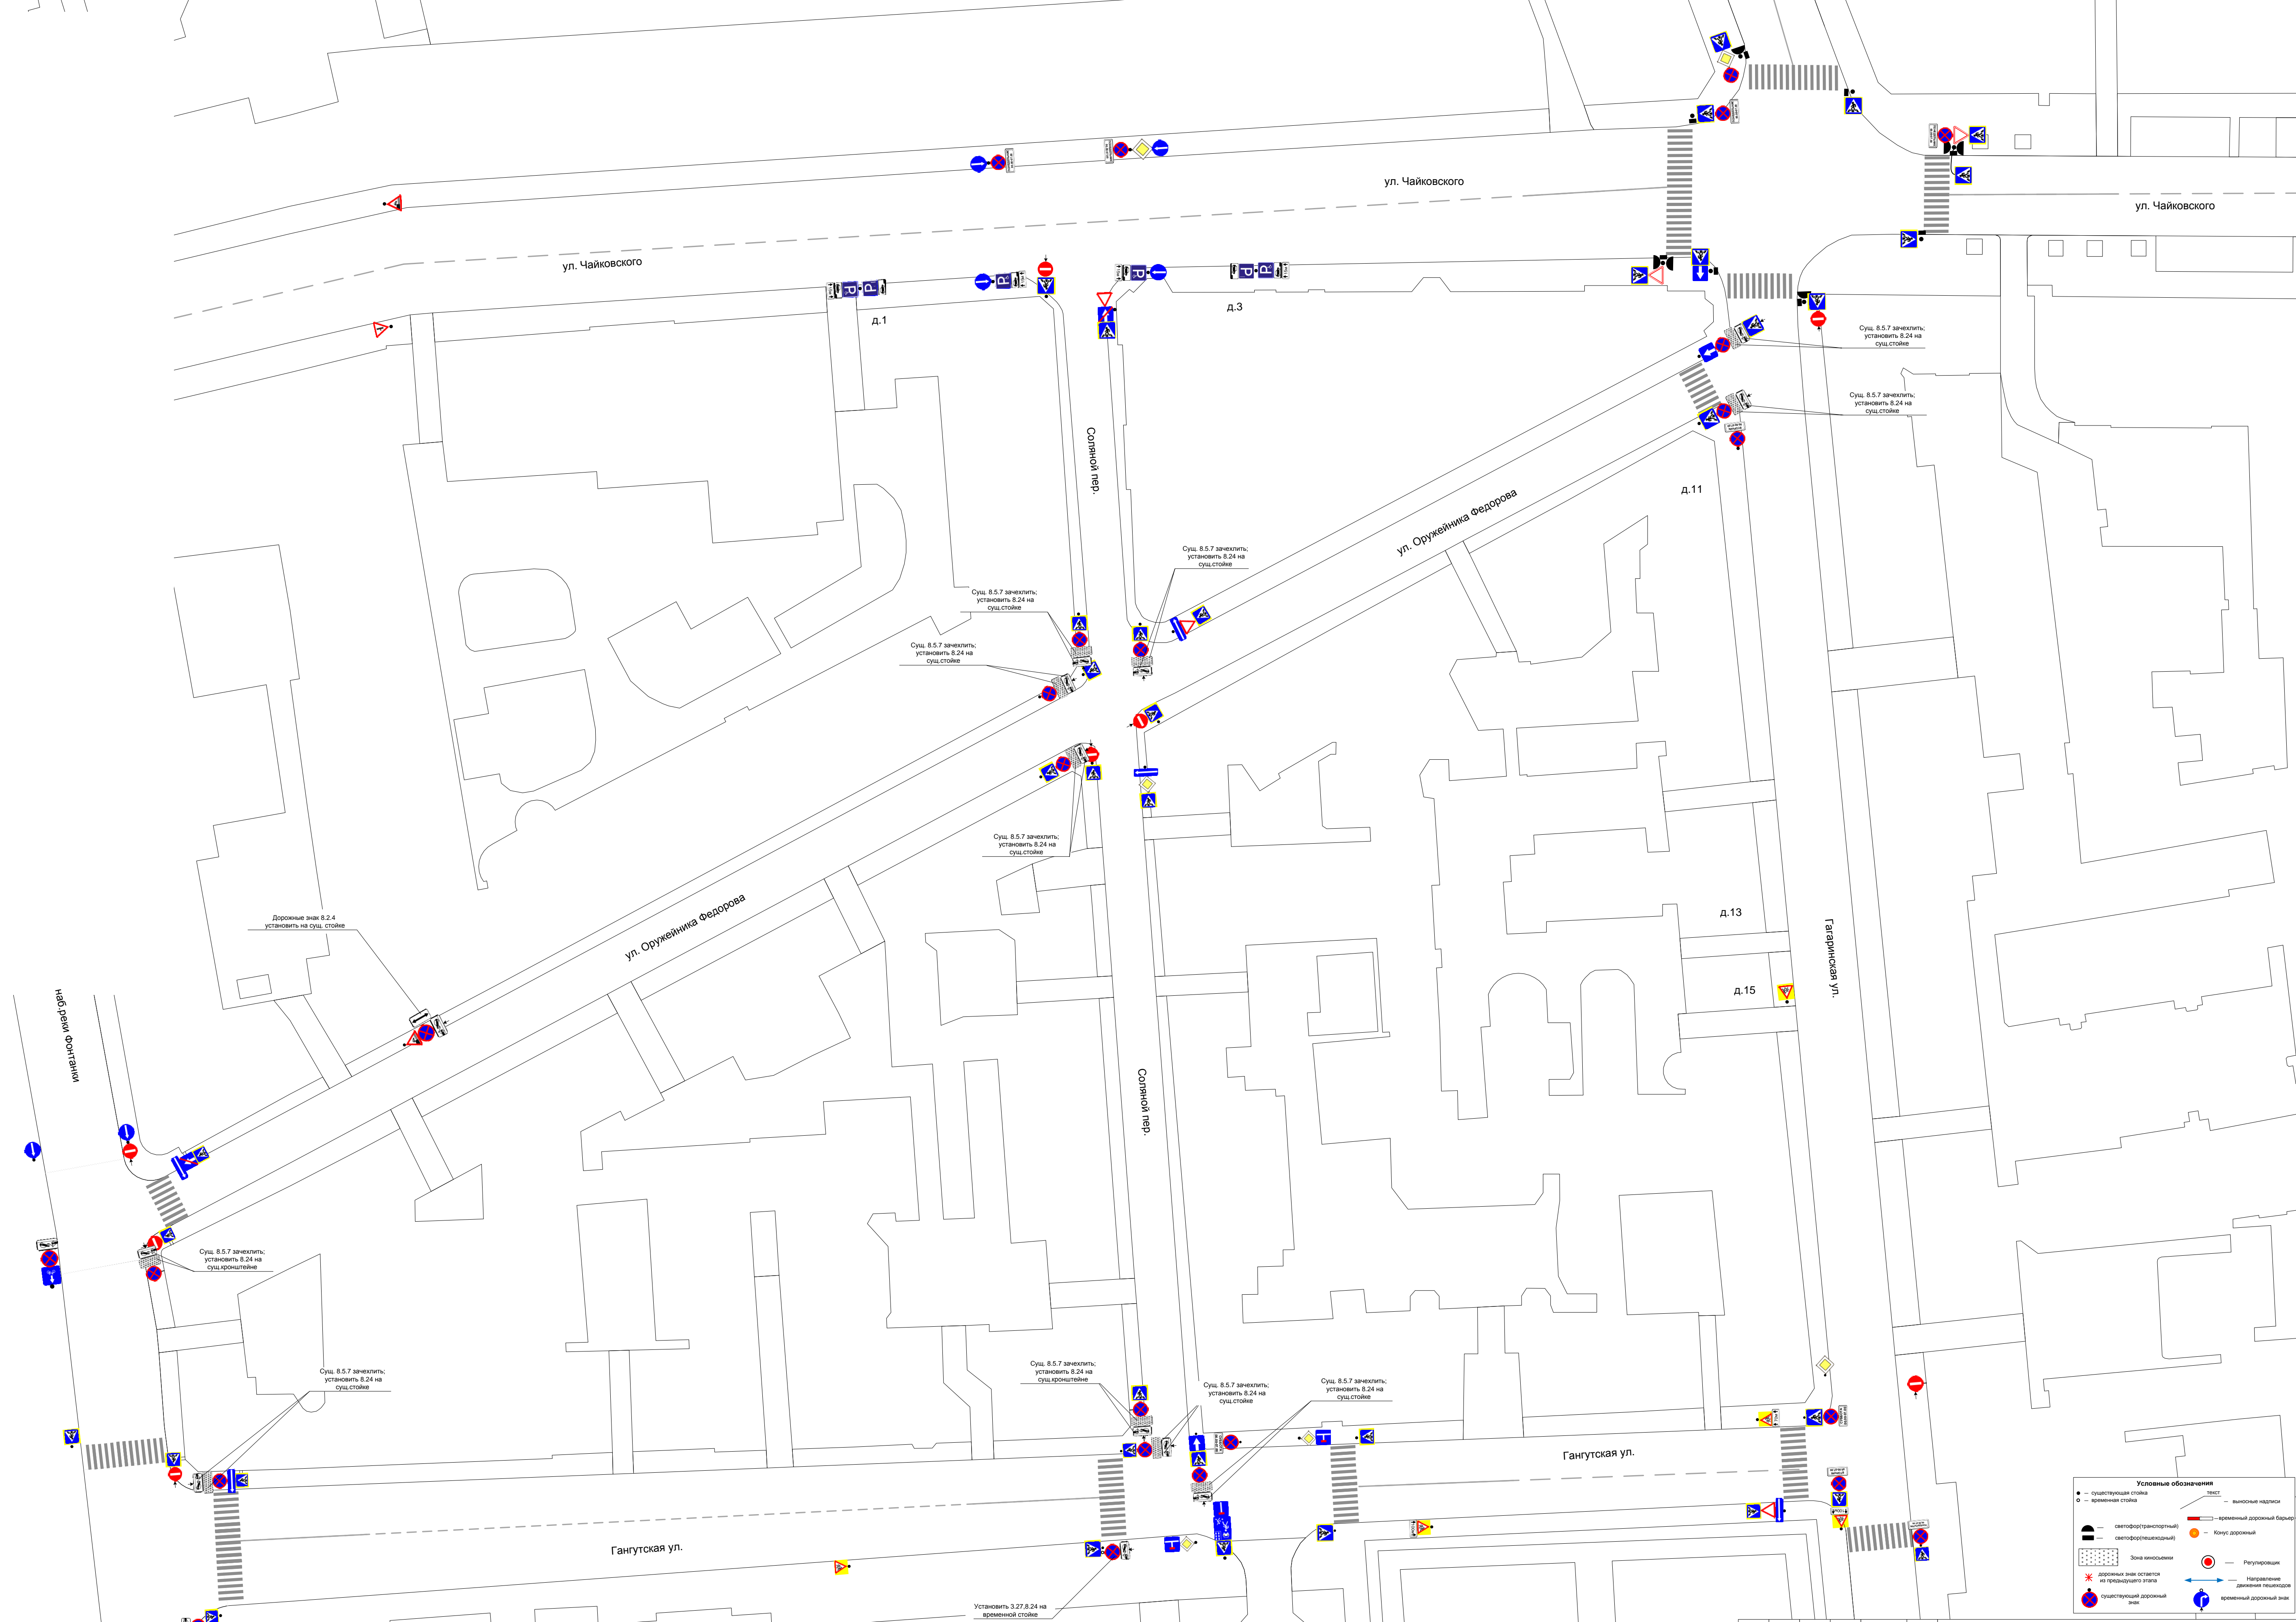 ул. Чайковского
ул. Чайковского
ул. Чайковского
д.1
д.3
Сущ. 8.5.7 зачехлить;
установить 8.24 на
сущ.стойке
Сущ. 8.5.7 зачехлить;
установить 8.24 на
сущ.стойке
Соляной пер.
д.11
ул. Оружейника Федорова
Сущ. 8.5.7 зачехлить;
установить 8.24 на
сущ.стойке
Сущ. 8.5.7 зачехлить;
установить 8.24 на
сущ.стойке
Сущ. 8.5.7 зачехлить;
установить 8.24 на
сущ.стойке
Сущ. 8.5.7 зачехлить;
установить 8.24 на
сущ.стойке
Дорожные знак 8.2.4
установить на сущ. стойке
ул. Оружейника Федорова
д.13
Гагаринская ул.
д.15
наб.реки Фонтанки
Соляной пер.
Сущ. 8.5.7 зачехлить;
установить 8.24 на
сущ.кронштейне
Сущ. 8.5.7 зачехлить;
установить 8.24 на
сущ.стойке
Сущ. 8.5.7 зачехлить;
установить 8.24 на
сущ.кронштейне
Сущ. 8.5.7 зачехлить;
установить 8.24 на
сущ.стойке
Сущ. 8.5.7 зачехлить;
установить 8.24 на
сущ.стойке
Гангутская ул.
Гангутская ул.
Установить 3.27,8.24 на
временной стойке
Условные обозначения
– существующая стойка
– временная стойка
текст
– выносные надписи
светофор(транспортный)
– временный дорожный барьер
светофор(пешеходный)
– Конус дорожный
Зона киносъемки
Регулировщик
дорожных знак остается
из предыдущего этапа
Направление
движения пешеходов
существующий дорожный
знак
временный дорожный знак